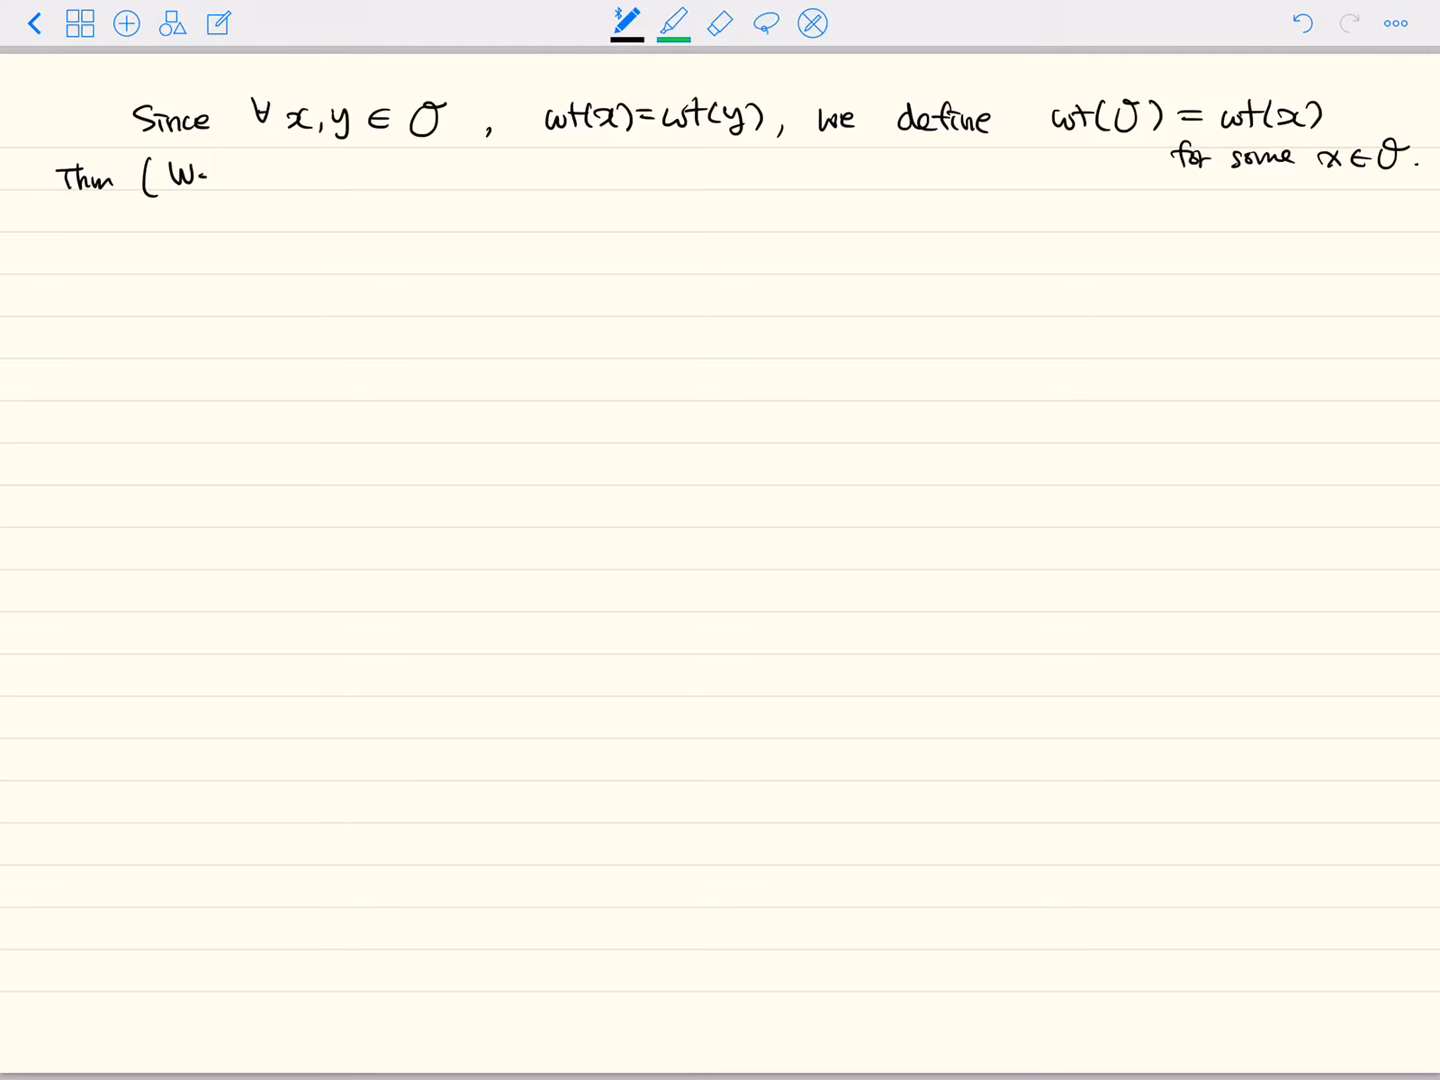 Since ∀ x, y ∈ O , wt(x) = wt(y), we define wt(O) = wt(x)
for some x ∈ O.
Thm ( W